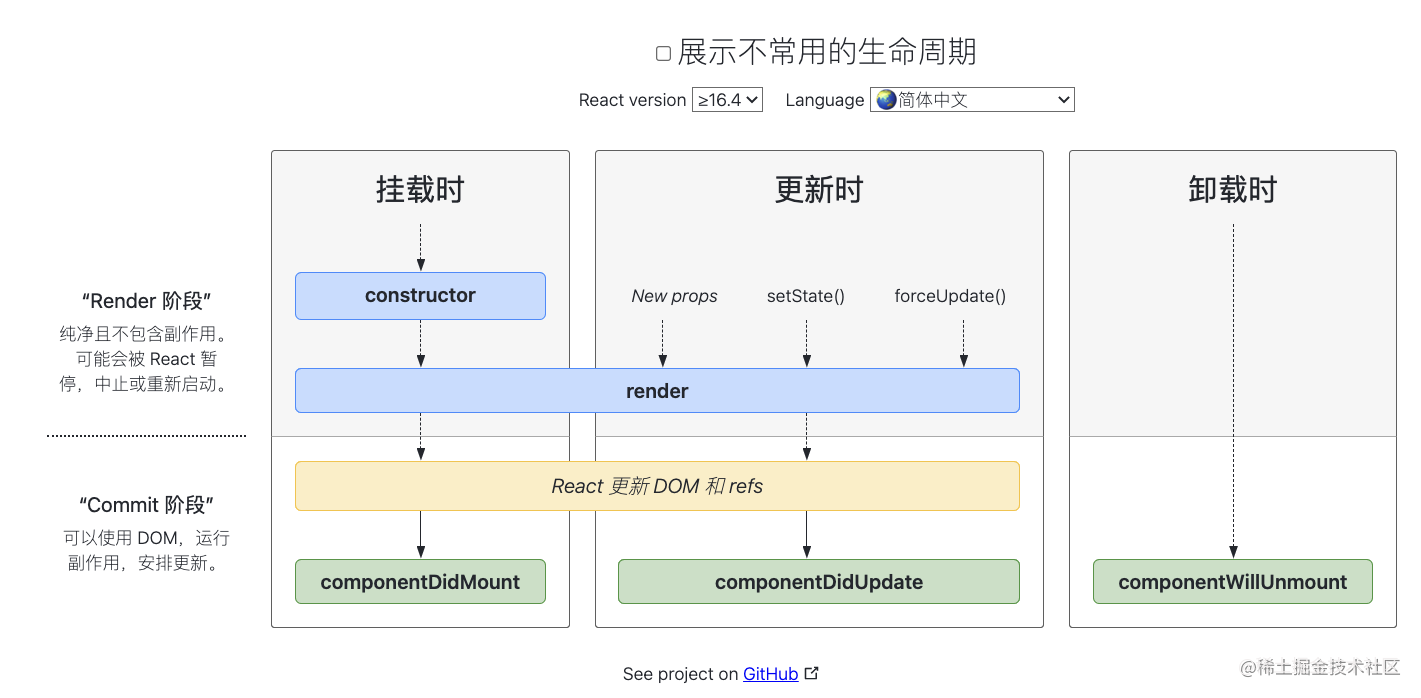 展示不常用的生命周期
React version ≥16.4 Language 简体中文
挂载时
更新时
卸载时
“Render 阶段”
纯净且不包含副作用。
可能会被 React 暂
停，中止或重新启动。
constructor
New props
setState()
forceUpdate()
render
“Commit 阶段”
可以使用 DOM，运行
副作用，安排更新。
React 更新 DOM 和 refs
componentDidMount
componentDidUpdate
componentWillUnmount
See project on GitHub
@稀土掘金技术社区